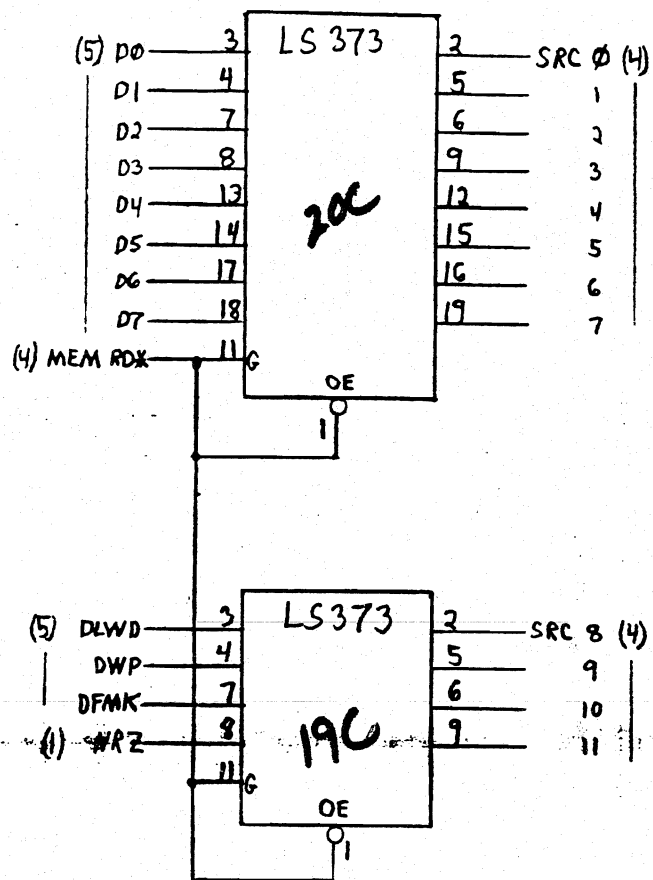 LS 373
(5) DØ 3 2 SRC Ø (4)
D1 4 5 1
D2 7 6 2
D3 8 9 3
D4 13 12 4
D5 14 15 5
D6 17 16 6
D7 18 19 7
20C
(4) MEM RD* 11 G
OE
1
LS373
(5) DLWD 3 2 SRC 8 (4)
DWP 4 5 9
DFMK 7 6 10
(1) NRZ 8 9 11
19C
11 G
OE
1